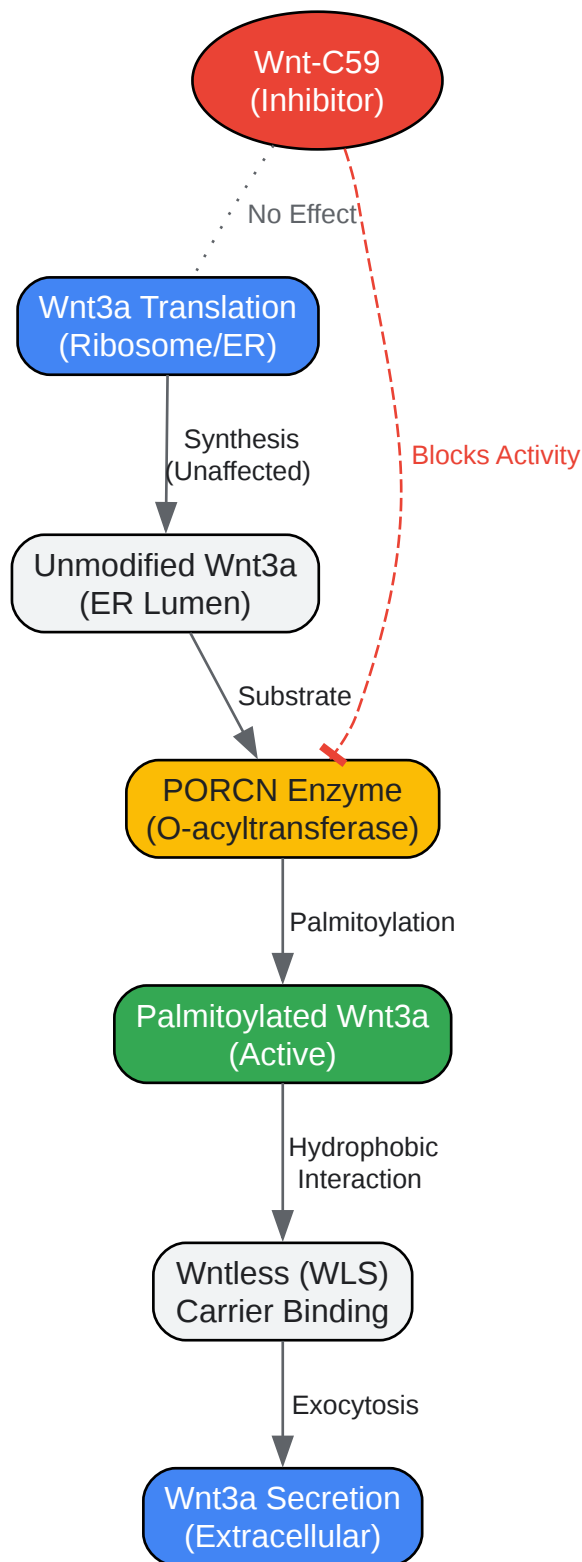 Wnt-C59
(Inhibitor)
No Effect
Wnt3a Translation
(Ribosome/ER)
Synthesis
(Unaffected)
Blocks Activity
Unmodified Wnt3a
(ER Lumen)
Substrate
PORCN Enzyme
(O-acyltransferase)
Palmitoylation
Palmitoylated Wnt3a
(Active)
Hydrophobic
Interaction
Wntless (WLS)
Carrier Binding
Exocytosis
Wnt3a Secretion
(Extracellular)